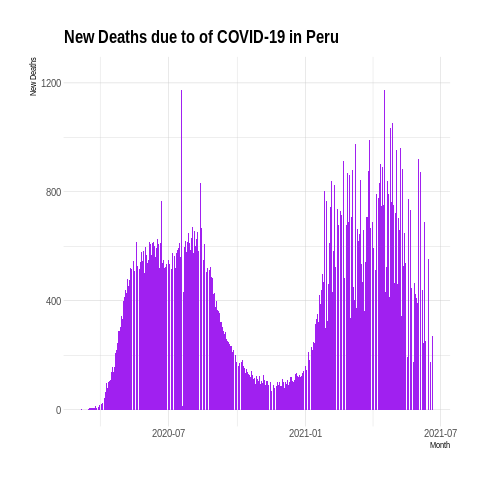 New Deaths due to of COVID-19 in Peru
New Deaths
1200
800
400
0
2020-07
2021-01
2021-07
Month